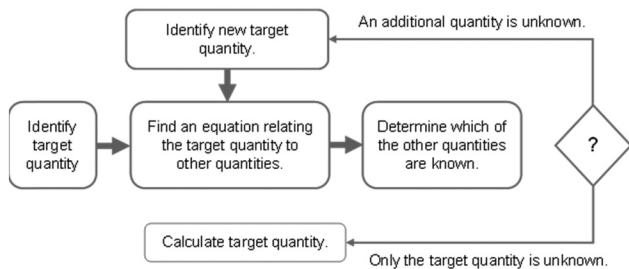 An additional quantity is unknown.
Identify new target
quantity.
Identify
target
quantity
Find an equation relating
the target quantity to
other quantities.
Determine which of
the other quantities
are known.
?
Calculate target quantity.
Only the target quantity is unknown.